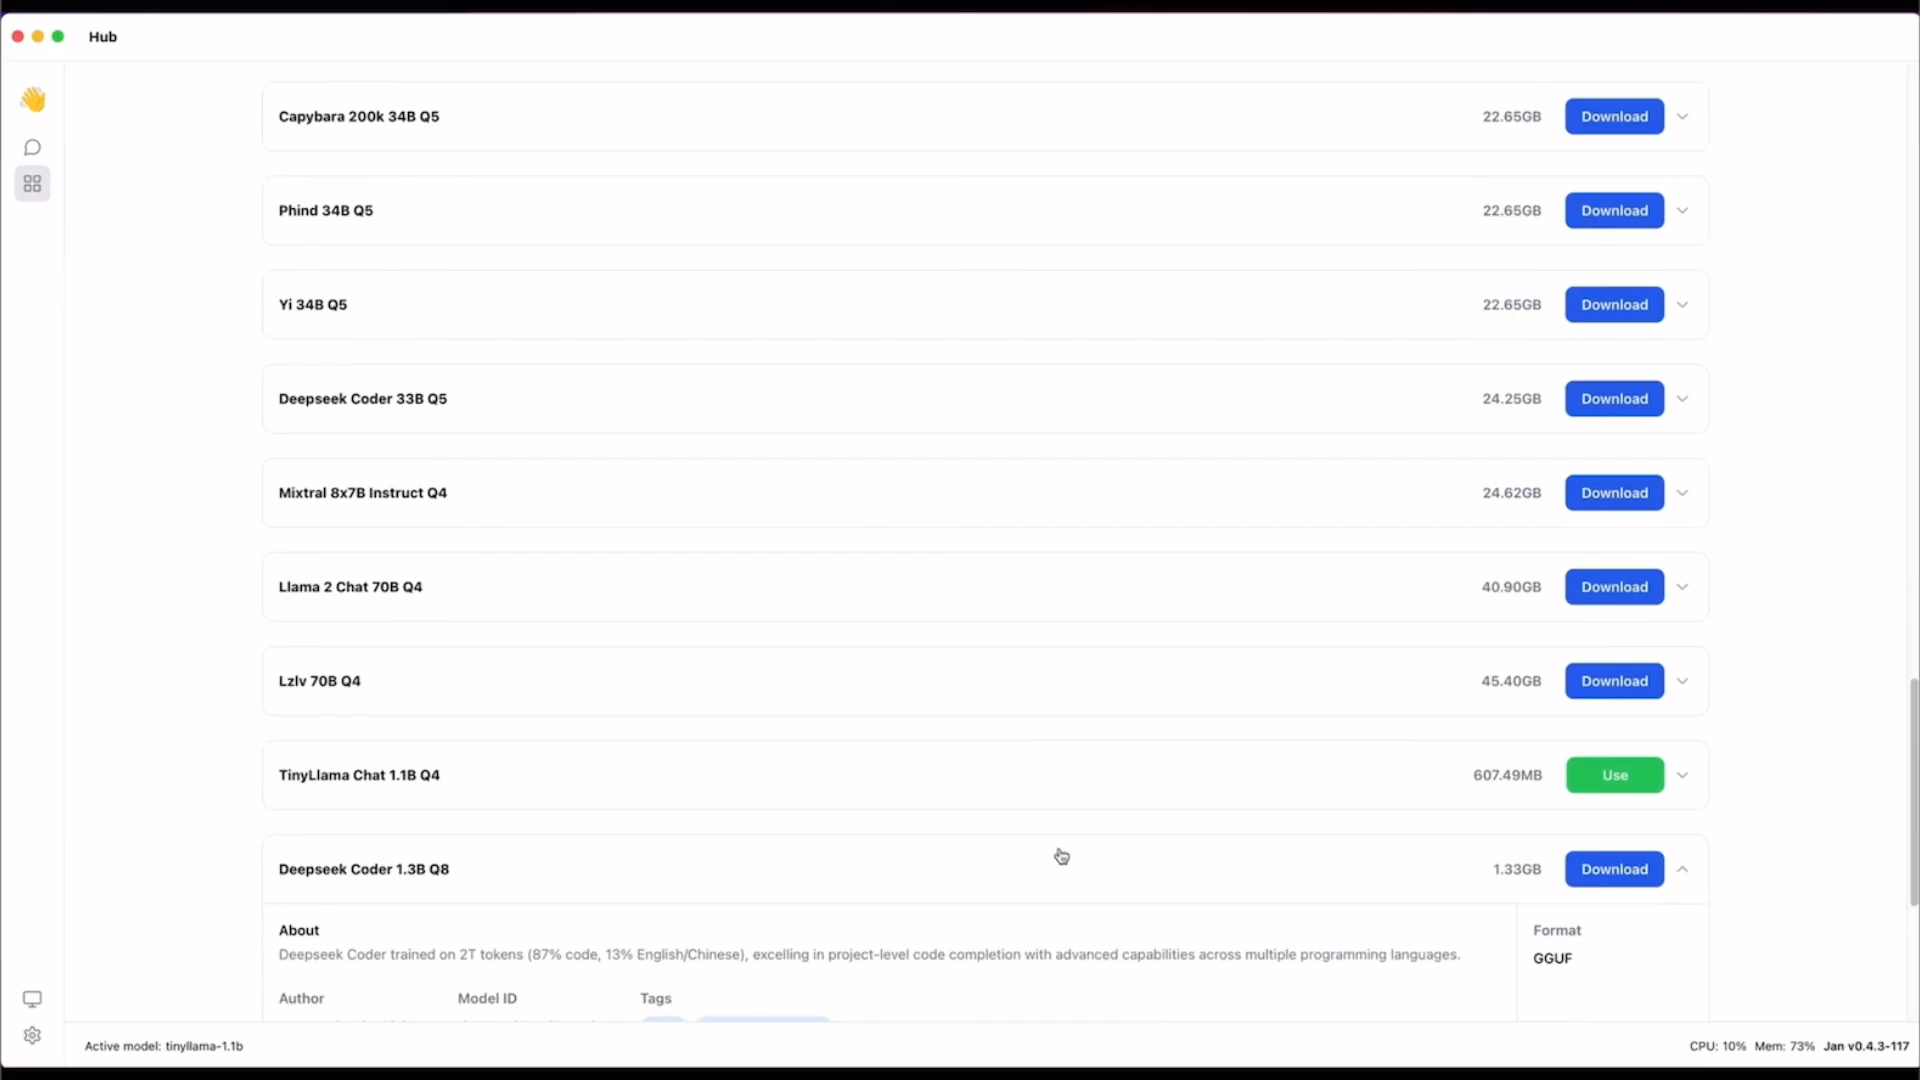 Hub
Capybara 200k 34B Q5 22.65GB Download
Phind 34B Q5 22.65GB Download
Yi 34B Q5 22.65GB Download
Deepseek Coder 33B Q5 24.25GB Download
Mixtral 8x7B Instruct Q4 24.62GB Download
Llama 2 Chat 70B Q4 40.90GB Download
Lzlv 70B Q4 45.40GB Download
TinyLlama Chat 1.1B Q4 607.49MB Use
Deepseek Coder 1.3B Q8 1.33GB Download
About Format
Deepseek Coder trained on 2T tokens (87% code, 13% English/Chinese), excelling in project-level code completion with advanced capabilities across multiple programming languages. GGUF
Author Model ID Tags
Active model: tinyllama-1.1b CPU: 10% Mem: 73% Jan v0.4.3-117